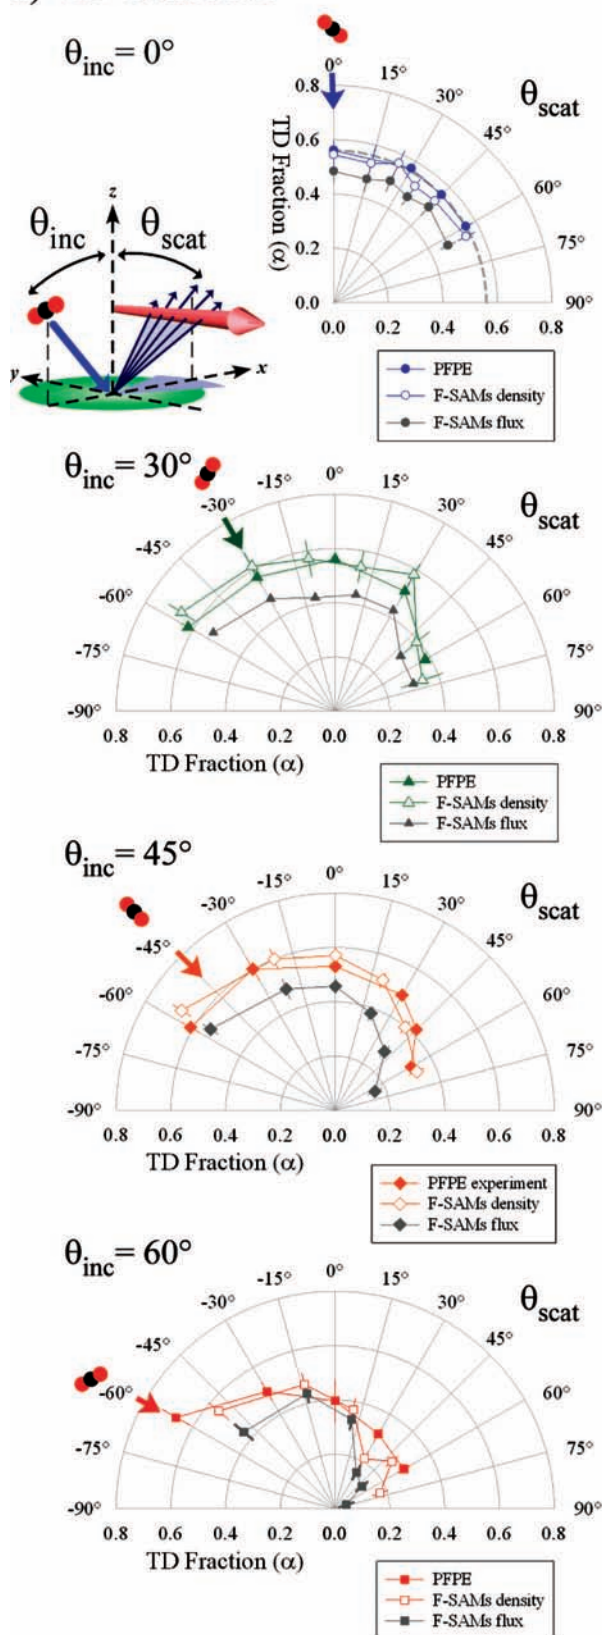 θinc = 0°
0°
15°
30°
θscat
45°
60°
75°
90°
0.8
0.6
0.4
0.2
0.0
TD Fraction (α)
0.0 0.2 0.4 0.6 0.8
z
θinc
θscat
y
x
PFPE
F-SAMs density
F-SAMs flux
θinc = 30°
0°
-15° 15°
-30° 30°
θscat
-45° 45°
-60° 60°
-75° 75°
-90° 90°
0.8 0.6 0.4 0.2 0.0 0.2 0.4 0.6 0.8
TD Fraction (α)
PFPE
F-SAMs density
F-SAMs flux
θinc = 45°
0°
-15° 15°
30°
θscat
-45° 45°
-60° 60°
-75° 75°
-90° 90°
0.8 0.6 0.4 0.2 0.0 0.2 0.4 0.6 0.8
TD Fraction (α)
PFPE experiment
F-SAMs density
F-SAMs flux
θinc = 60°
0°
-15° 15°
-30° 30°
θscat
-45° 45°
-60° 60°
-75° 75°
-90° 90°
0.8 0.6 0.4 0.2 0.0 0.2 0.4 0.6 0.8
TD Fraction (α)
PFPE
F-SAMs density
F-SAMs flux